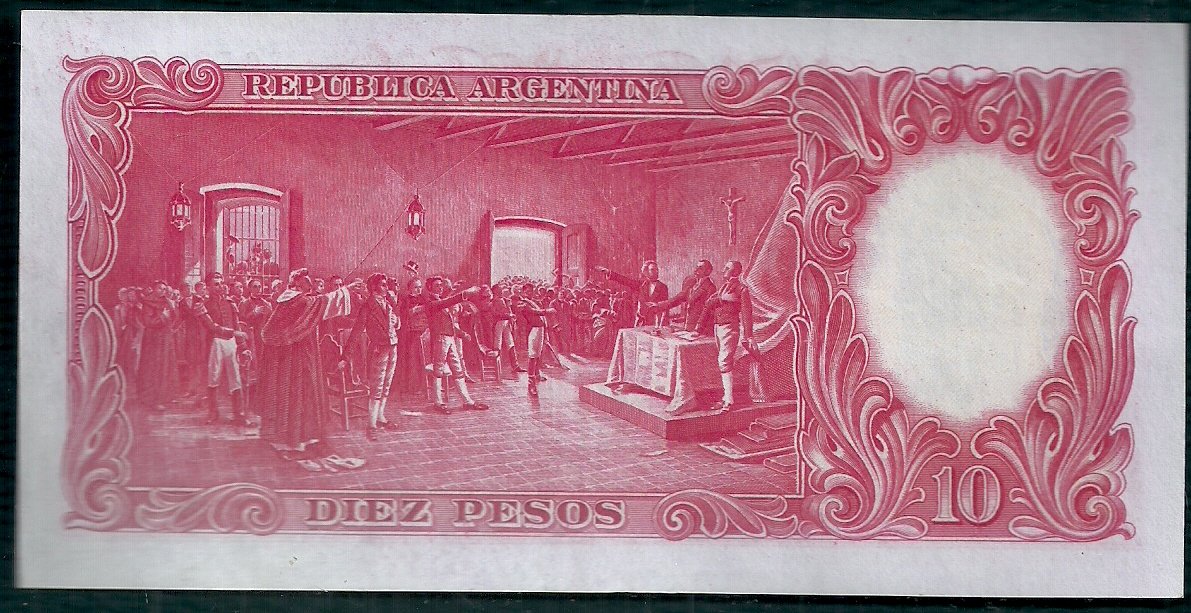 REPUBLICA ARGENTINA
DIEZ PESOS
10